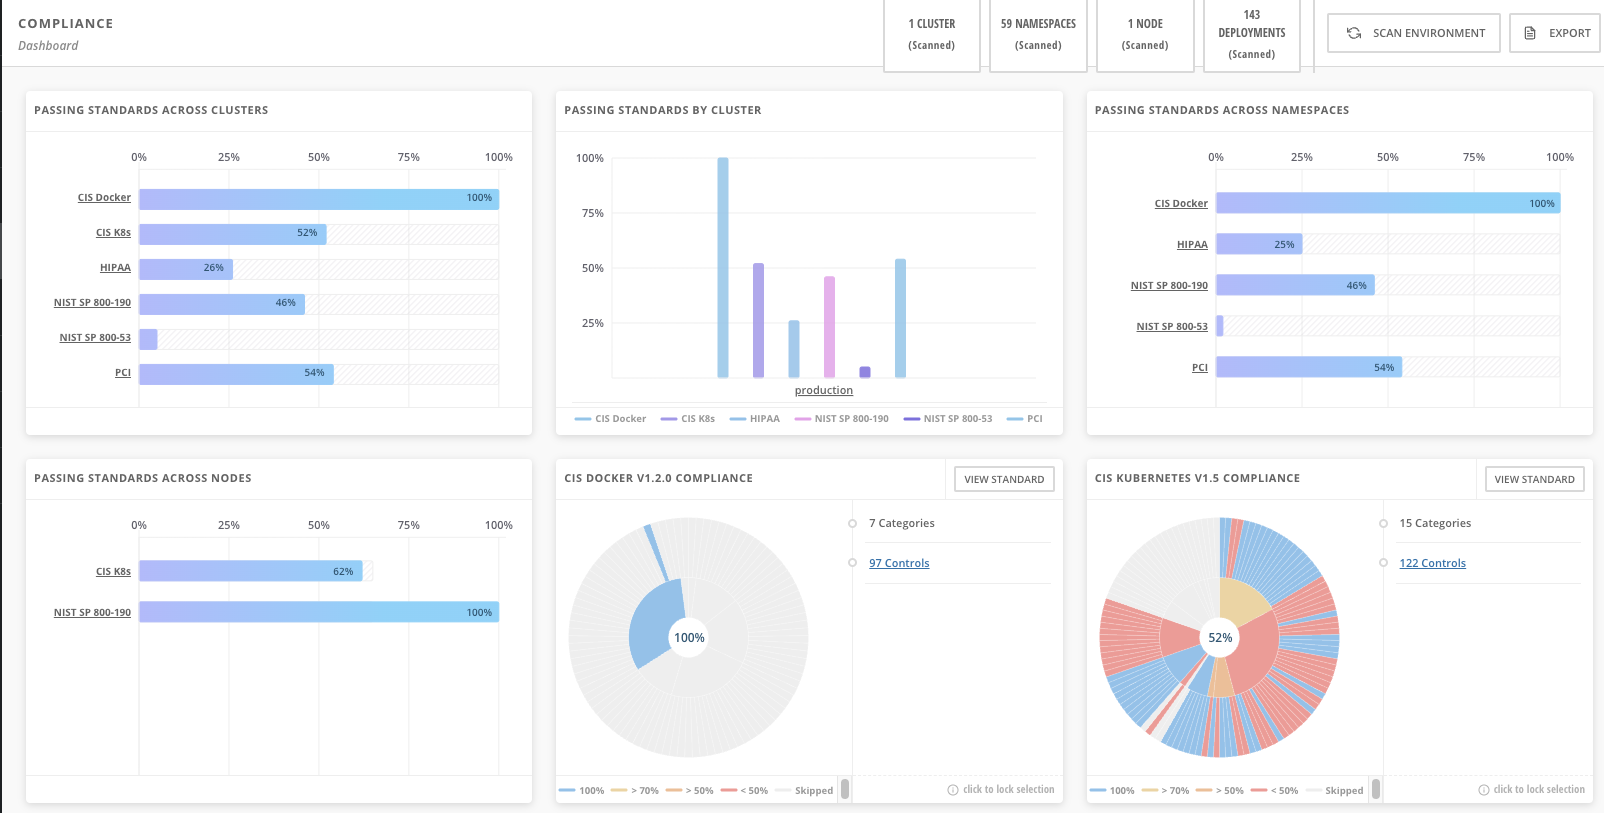 COMPLIANCE
Dashboard
1 CLUSTER
(Scanned)
59 NAMESPACES
(Scanned)
1 NODE
(Scanned)
143
DEPLOYMENTS
(Scanned)
SCAN ENVIRONMENT
EXPORT
PASSING STANDARDS ACROSS CLUSTERS
0% 25% 50% 75% 100%
CIS Docker 100%
CIS K8s 52%
HIPAA 26%
NIST SP 800-190 46%
NIST SP 800-53
PCI 54%
PASSING STANDARDS BY CLUSTER
100%
75%
50%
25%
production
CIS Docker CIS K8s HIPAA NIST SP 800-190 NIST SP 800-53 PCI
PASSING STANDARDS ACROSS NAMESPACES
0% 25% 50% 75% 100%
CIS Docker 100%
HIPAA 25%
NIST SP 800-190 46%
NIST SP 800-53
PCI 54%
PASSING STANDARDS ACROSS NODES
0% 25% 50% 75% 100%
CIS K8s 62%
NIST SP 800-190 100%
CIS DOCKER V1.2.0 COMPLIANCE
VIEW STANDARD
100%
7 Categories
97 Controls
100% > 70% > 50% < 50% Skipped
click to lock selection
CIS KUBERNETES V1.5 COMPLIANCE
VIEW STANDARD
52%
15 Categories
122 Controls
100% > 70% > 50% < 50% Skipped
click to lock selection